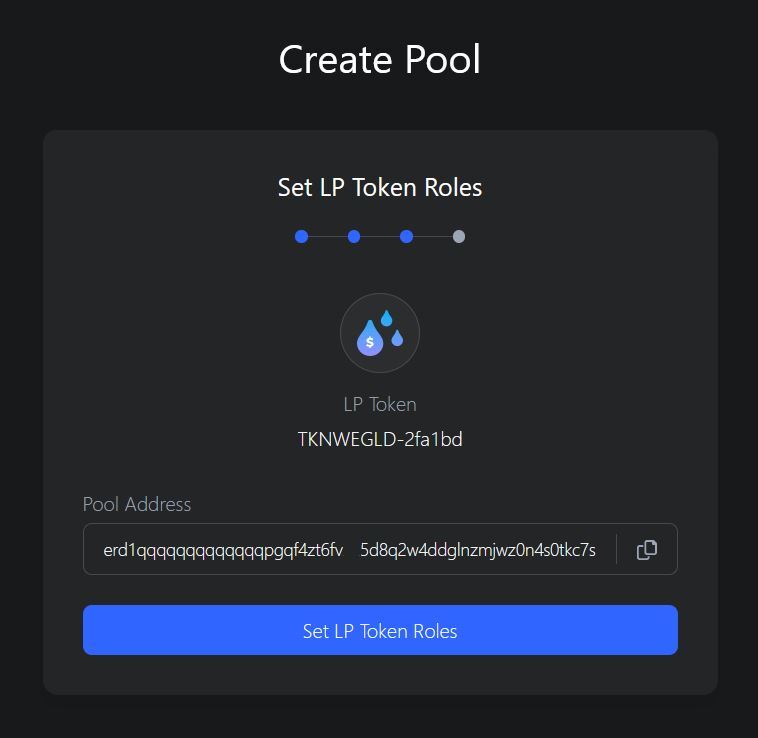 Create Pool
Set LP Token Roles
$
LP Token
TKNWEGLD-2fa1bd
Pool Address
erd1qqqqqqqqqqqqqpgqf4zt6fv 5d8q2w4ddglnzmjwz0n4s0tkc7s
Set LP Token Roles